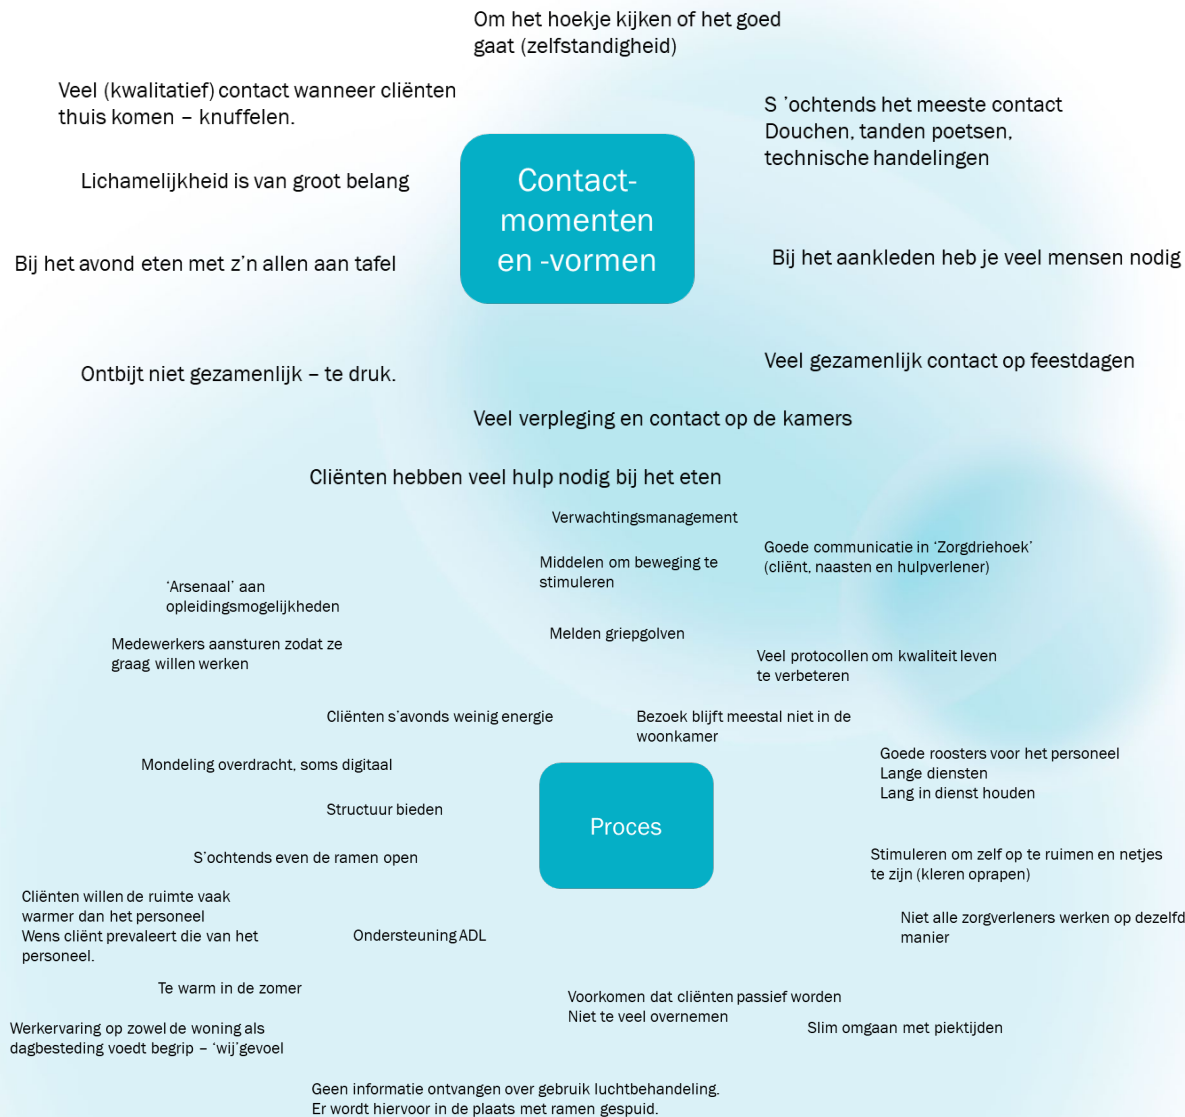 Om het hoekje kijken of het goed
gaat (zelfstandigheid)
Veel (kwalitatief) contact wanneer cliënten
thuis komen – knuffelen.
S 'ochtends het meeste contact
Douchen, tanden poetsen,
technische handelingen
Contact-
momenten
en -vormen
Lichamelijkheid is van groot belang
Bij het avond eten met z'n allen aan tafel
Bij het aankleden heb je veel mensen nodig
Ontbijt niet gezamenlijk – te druk.
Veel gezamenlijk contact op feestdagen
Veel verpleging en contact op de kamers
Cliënten hebben veel hulp nodig bij het eten
Verwachtingsmanagement
Goede communicatie in 'Zorgdriehoek'
(cliënt, naasten en hulpverlener)
Middelen om beweging te
stimuleren
'Arsenaal' aan
opleidingsmogelijkheden
Melden griepgolven
Medewerkers aansturen zodat ze
graag willen werken
Veel protocollen om kwaliteit leven
te verbeteren
Cliënten s'avonds weinig energie
Bezoek blijft meestal niet in de
woonkamer
Mondeling overdracht, soms digitaal
Goede roosters voor het personeel
Lange diensten
Lang in dienst houden
Structuur bieden
Proces
S'ochtends even de ramen open
Stimuleren om zelf op te ruimen en netjes
te zijn (kleren oprapen)
Cliënten willen de ruimte vaak
warmer dan het personeel
Wens cliënt prevaleert die van het
personeel.
Ondersteuning ADL
Niet alle zorgverleners werken op dezelfd
manier
Te warm in de zomer
Voorkomen dat cliënten passief worden
Niet te veel overnemen
Slim omgaan met piektijden
Werkervaring op zowel de woning als
dagbesteding voedt begrip – 'wij'gevoel
Geen informatie ontvangen over gebruik luchtbehandeling.
Er wordt hiervoor in de plaats met ramen gespuid.